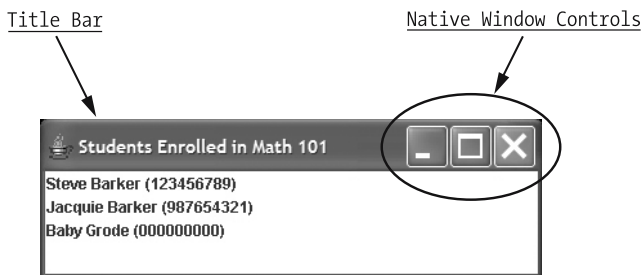 Title Bar
Native Window Controls
Students Enrolled in Math 101
Steve Barker (123456789)
Jacquie Barker (987654321)
Baby Grode (000000000)